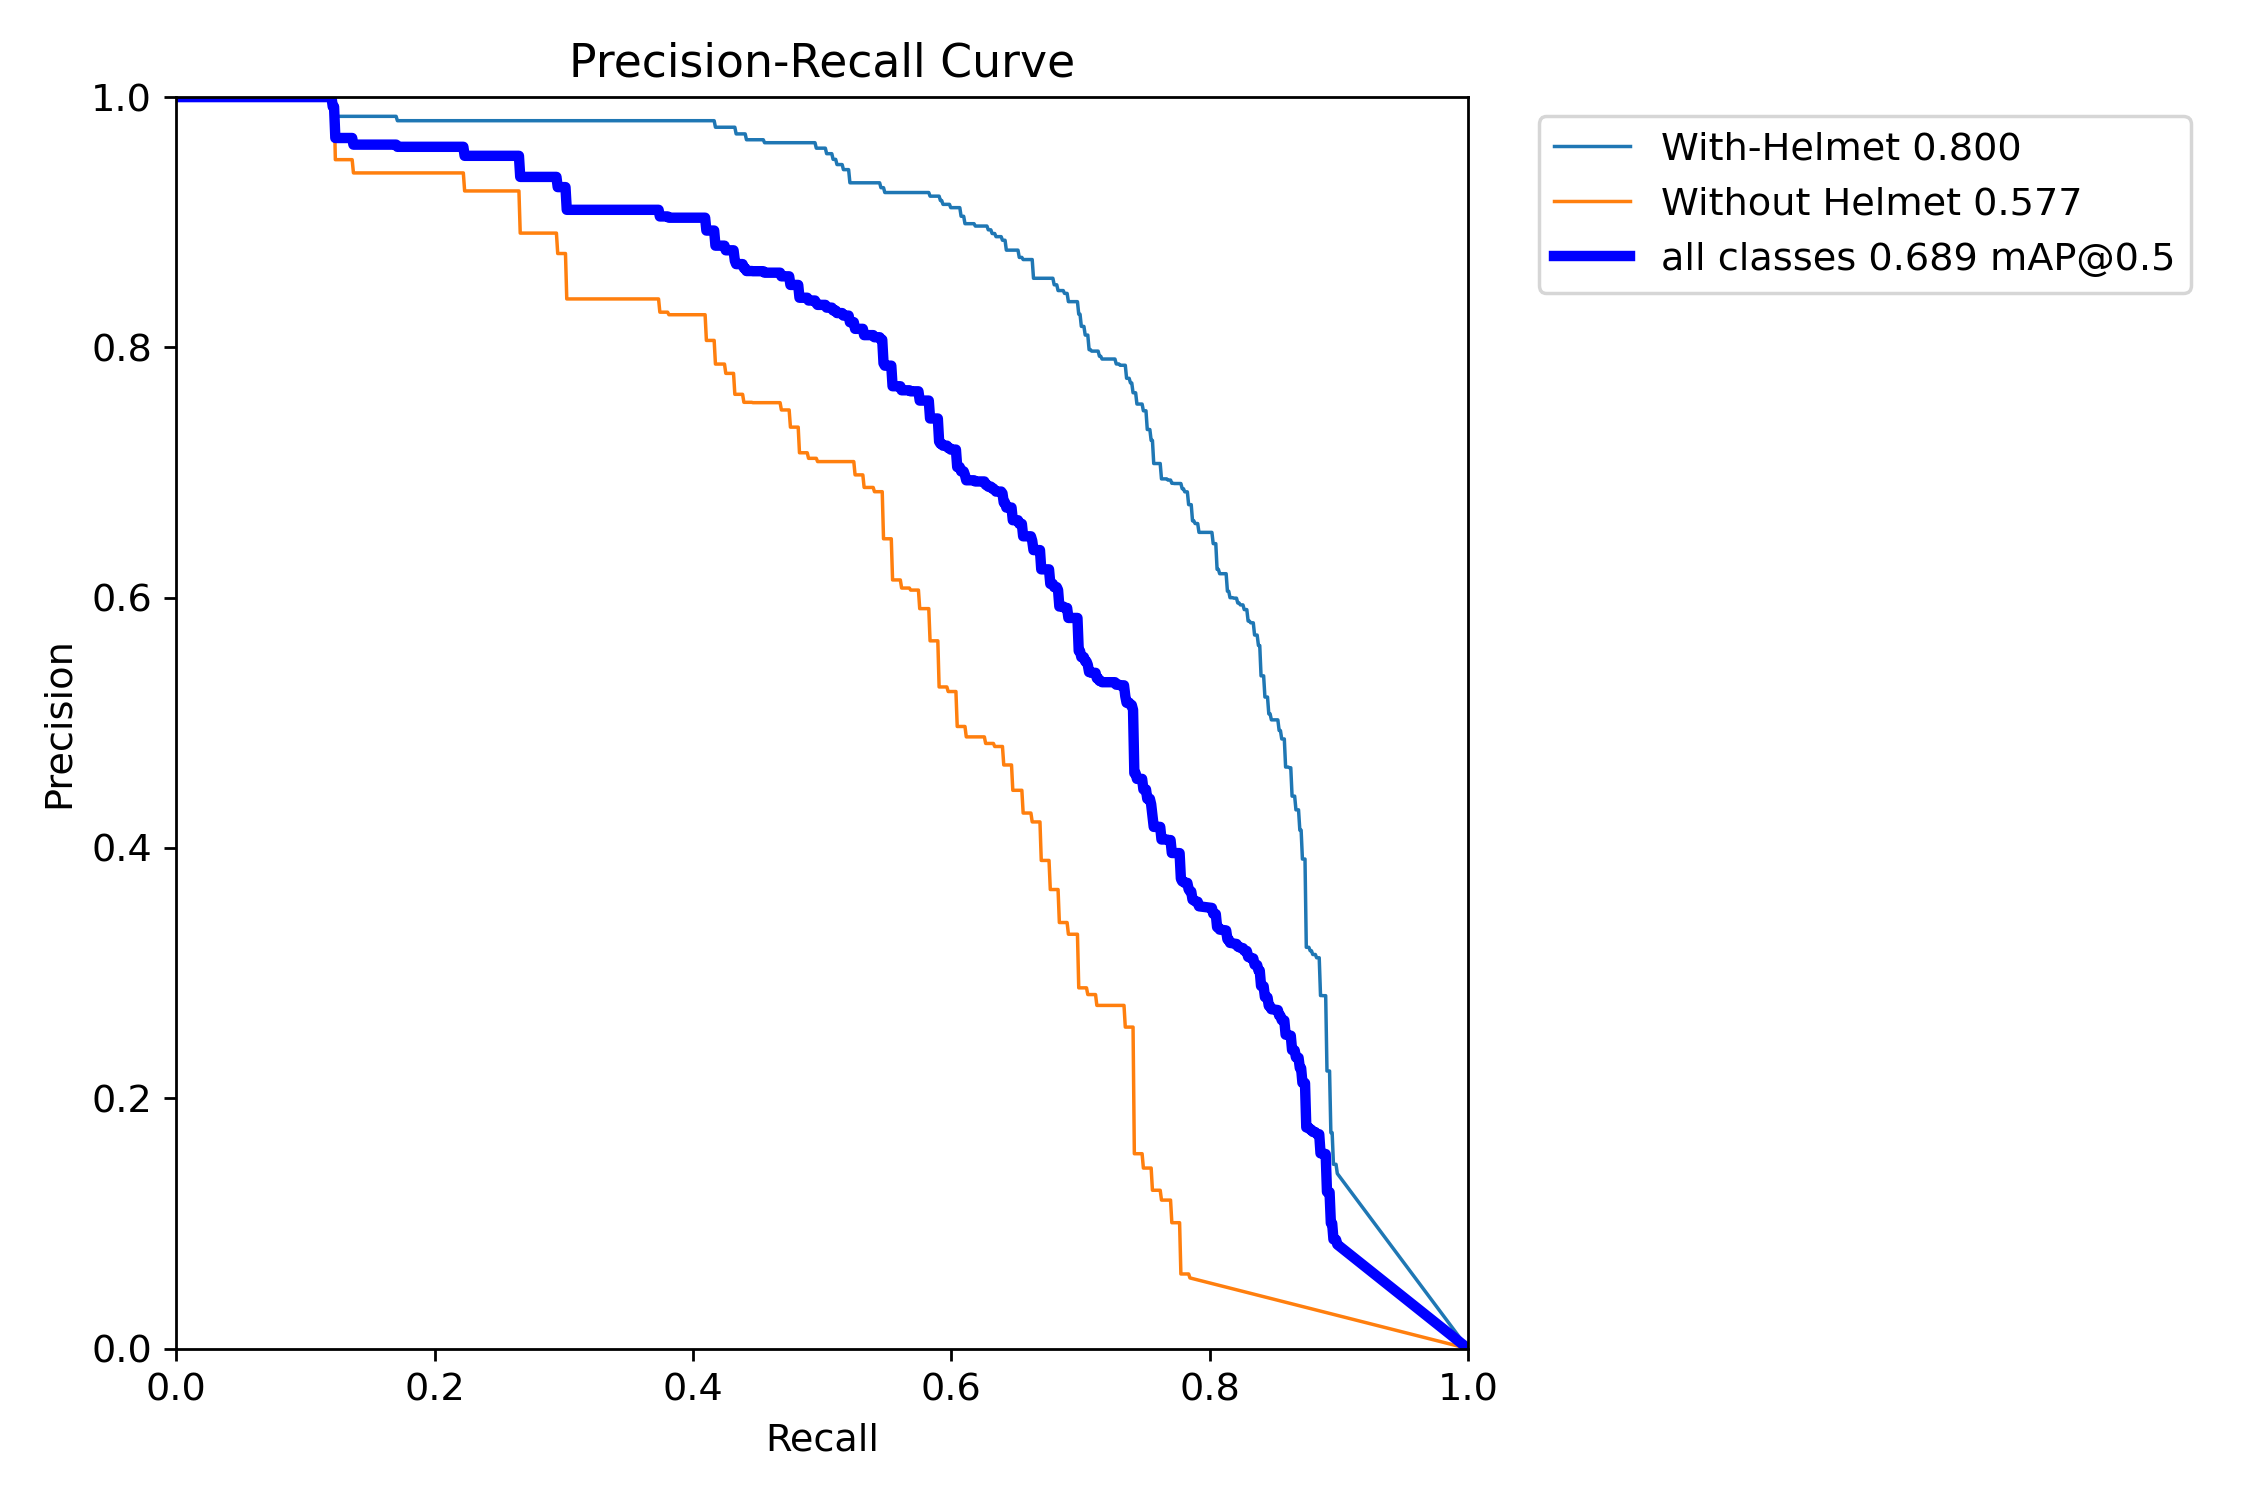 Precision-Recall Curve
With-Helmet 0.800
Without Helmet 0.577
all classes 0.689 mAP@0.5
1.0
0.8
0.6
0.4
0.2
0.0
Precision
0.0 0.2 0.4 0.6 0.8 1.0
Recall